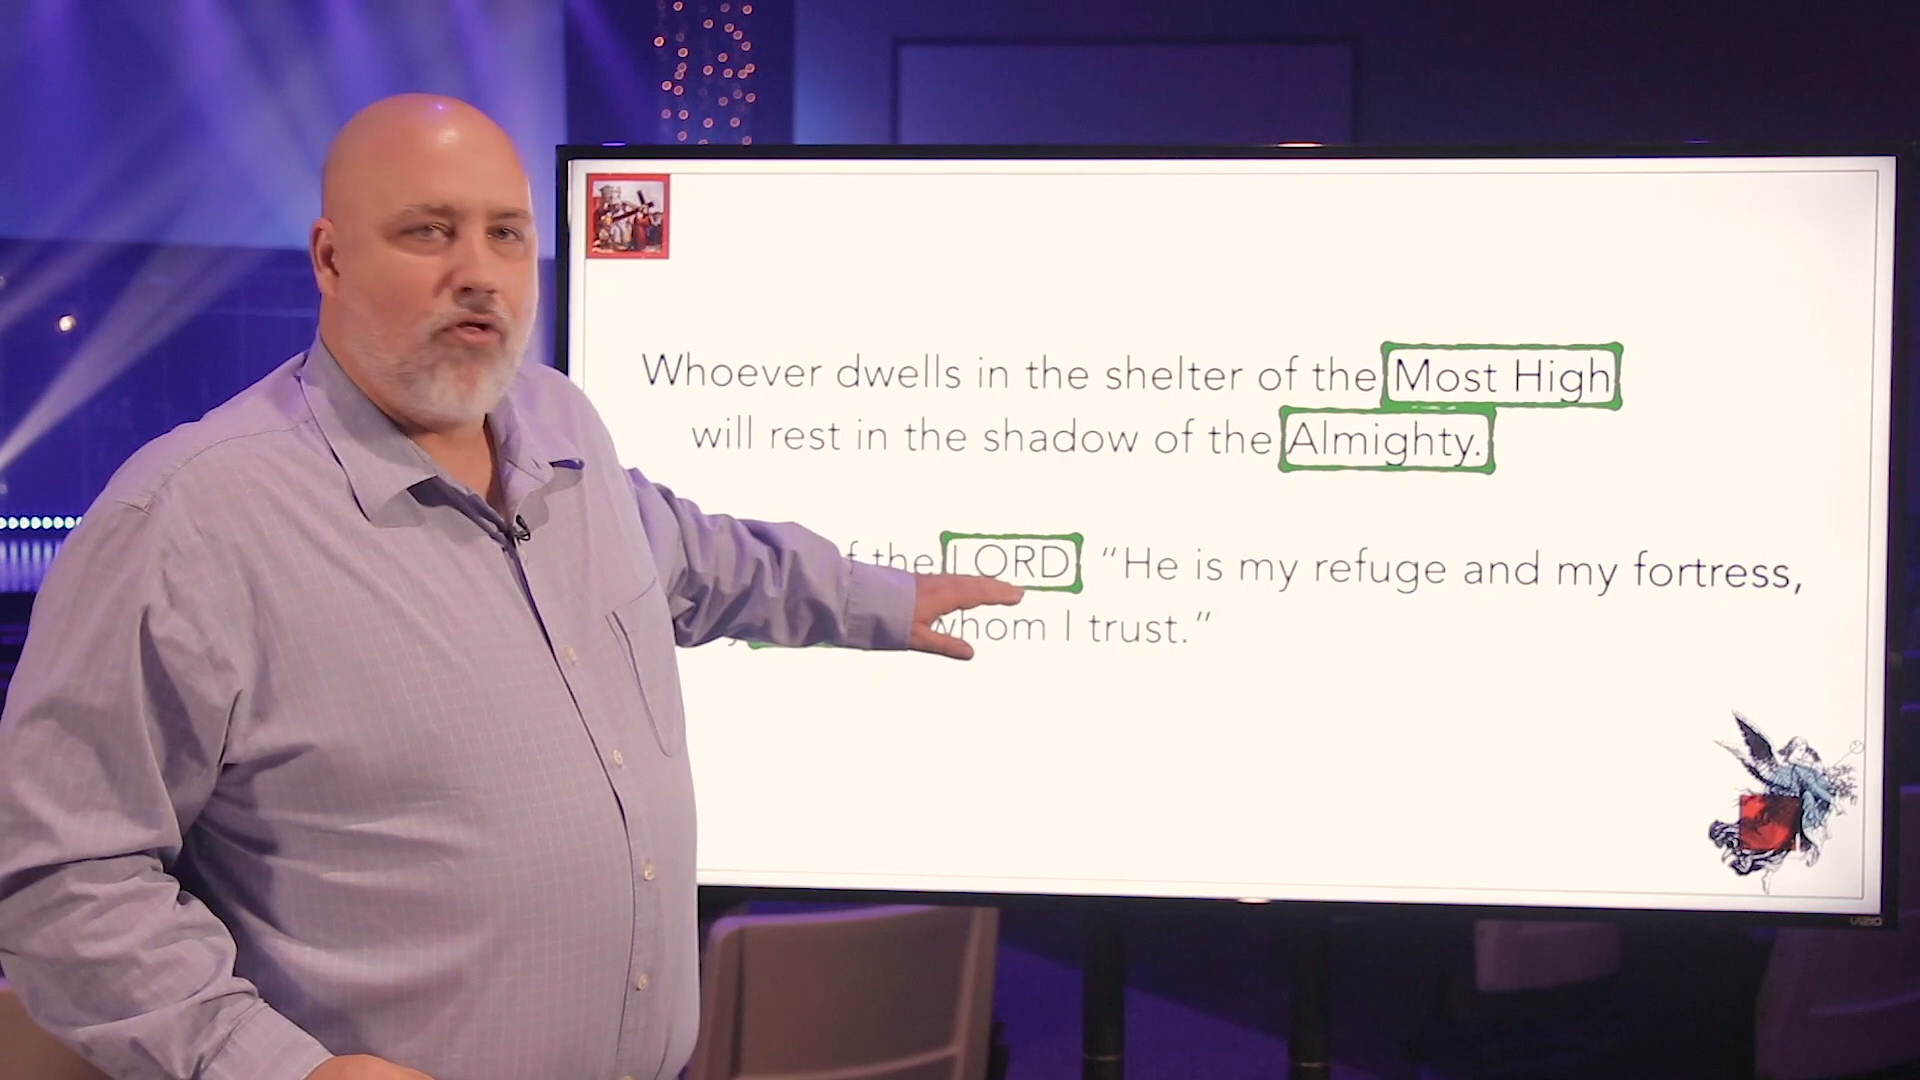 Whoever dwells in the shelter of the Most High
will rest in the shadow of the Almighty.
the LORD, “He is my refuge and my fortress,
whom I trust.”
VIZIO